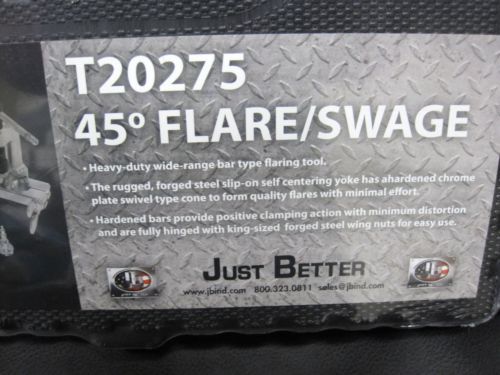 T20275
45º FLARE/SWAGE
• Heavy-duty wide-range bar type flaring tool.
• The rugged, forged steel slip-on self centering yoke has ahardened chrome
plate swivel type cone to form quality flares with minimal effort.
• Hardened bars provide positive clamping action with minimum distortion
and are fully hinged with king-sized forged steel wing nuts for easy use.
JUST BETTER
www.jbind.com 800.323.0811 sales@jbind.com